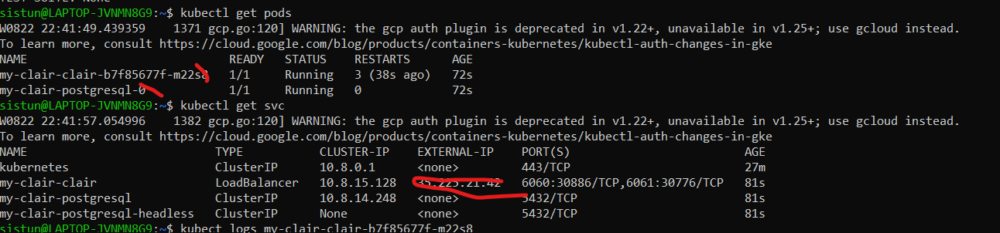 TEST SUITE: None
sistun@LAPTOP-JVNMN8G9:~$ kubectl get pods
W0822 22:41:49.439359    1371 gcp.go:120] WARNING: the gcp auth plugin is deprecated in v1.22+, unavailable in v1.25+; use gcloud instead.
To learn more, consult https://cloud.google.com/blog/products/containers-kubernetes/kubectl-auth-changes-in-gke
NAME                           READY   STATUS    RESTARTS      AGE
my-clair-clair-b7f85677f-m22s8   1/1     Running   3 (38s ago)   72s
my-clair-postgresql-0          1/1     Running   0             72s
sistun@LAPTOP-JVNMN8G9:~$ kubectl get svc
W0822 22:41:57.054996    1382 gcp.go:120] WARNING: the gcp auth plugin is deprecated in v1.22+, unavailable in v1.25+; use gcloud instead.
To learn more, consult https://cloud.google.com/blog/products/containers-kubernetes/kubectl-auth-changes-in-gke
NAME                           TYPE           CLUSTER-IP    EXTERNAL-IP    PORT(S)                         AGE
kubernetes                     ClusterIP      10.8.0.1      <none>         443/TCP                         27m
my-clair-clair                 LoadBalancer   10.8.15.128   6060:30886/TCP,6061:30776/TCP   81s
my-clair-postgresql            ClusterIP      10.8.14.248   <none>         5432/TCP                        81s
my-clair-postgresql-headless   ClusterIP      None          <none>         5432/TCP                        81s
sistun@LAPTOP-JVNMN8G9:~$ kubect logs my-clair-clair-b7f85677f-m22s8